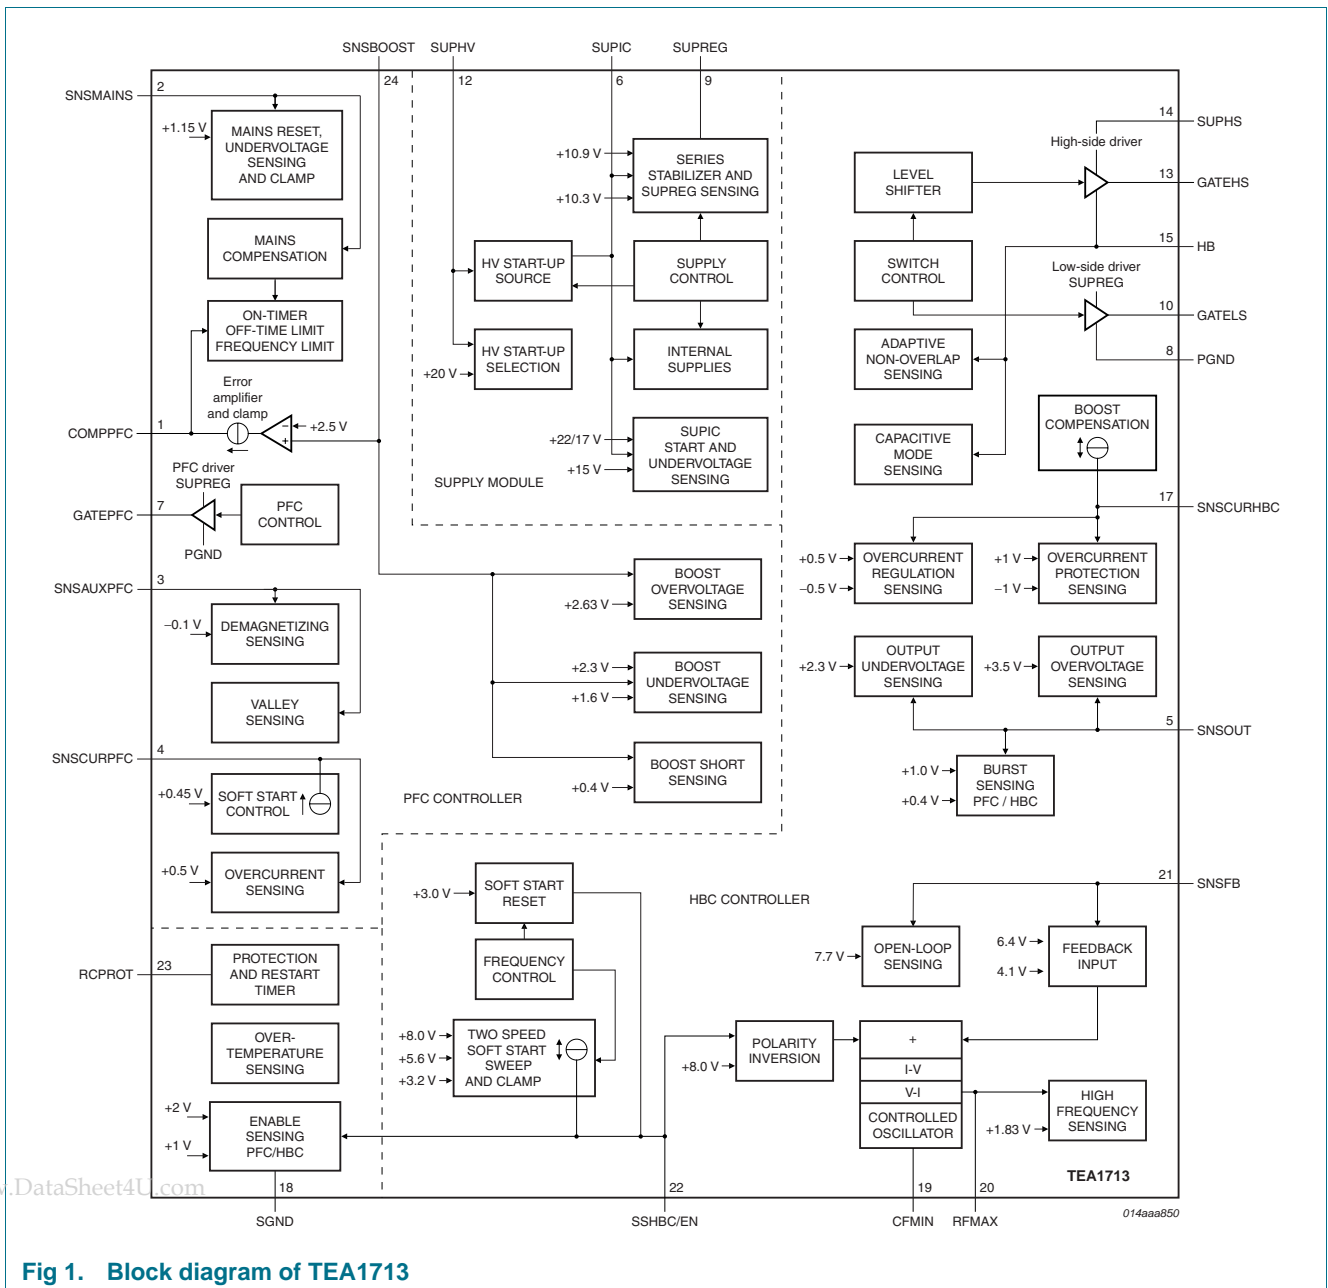 SNSBOOST SUPHV SUPIC SUPREG
24 12 6 9
SNSMAINS 2
+1.15 V
MAINS RESET,
UNDERVOLTAGE
SENSING
AND CLAMP
MAINS
COMPENSATION
ON-TIMER
OFF-TIME LIMIT
FREQUENCY LIMIT
Error
amplifier
and clamp
COMPPFC 1
−
+
+2.5 V
PFC driver
SUPREG
GATEPFC 7
PFC
CONTROL
PGND
SNSAUXPFC 3
−0.1 V
DEMAGNETIZING
SENSING
VALLEY
SENSING
SNSCURPFC 4
+0.45 V
SOFT START
CONTROL
+0.5 V
OVERCURRENT
SENSING
RCPROT 23
PROTECTION
AND RESTART
TIMER
OVER-
TEMPERATURE
SENSING
+2 V
+1 V
ENABLE
SENSING
PFC/HBC
18
SGND
+10.9 V
+10.3 V
SERIES
STABILIZER AND
SUPREG SENSING
HV START-UP
SOURCE
SUPPLY
CONTROL
HV START-UP
SELECTION
+20 V
INTERNAL
SUPPLIES
+22/17 V
+15 V
SUPIC
START AND
UNDERVOLTAGE
SENSING
SUPPLY MODULE
BOOST
OVERVOLTAGE
SENSING
+2.63 V
+2.3 V
+1.6 V
BOOST
UNDERVOLTAGE
SENSING
BOOST SHORT
SENSING
+0.4 V
PFC CONTROLLER
+3.0 V
SOFT START
RESET
FREQUENCY
CONTROL
+8.0 V
+5.6 V
+3.2 V
TWO SPEED
SOFT START
SWEEP
AND CLAMP
22
SSHBC/EN
HBC CONTROLLER
14 SUPHS
High-side driver
LEVEL
SHIFTER
13 GATEHS
15 HB
SWITCH
CONTROL
Low-side driver
SUPREG
10 GATELS
8 PGND
ADAPTIVE
NON-OVERLAP
SENSING
CAPACITIVE
MODE
SENSING
BOOST
COMPENSATION
17 SNSCURHBC
+0.5 V
−0.5 V
OVERCURRENT
REGULATION
SENSING
+1 V
−1 V
OVERCURRENT
PROTECTION
SENSING
+2.3 V
OUTPUT
UNDERVOLTAGE
SENSING
+3.5 V
OUTPUT
OVERVOLTAGE
SENSING
5 SNSOUT
+1.0 V
+0.4 V
BURST
SENSING
PFC / HBC
21 SNSFB
7.7 V
OPEN-LOOP
SENSING
6.4 V
4.1 V
FEEDBACK
INPUT
POLARITY
INVERSION
+8.0 V
+
I-V
V-I
CONTROLLED
OSCILLATOR
HIGH
FREQUENCY
SENSING
+1.83 V
TEA1713
19 20
CFMIN RFMAX
014aaa850
.DataSheet4U.com
Fig 1. Block diagram of TEA1713